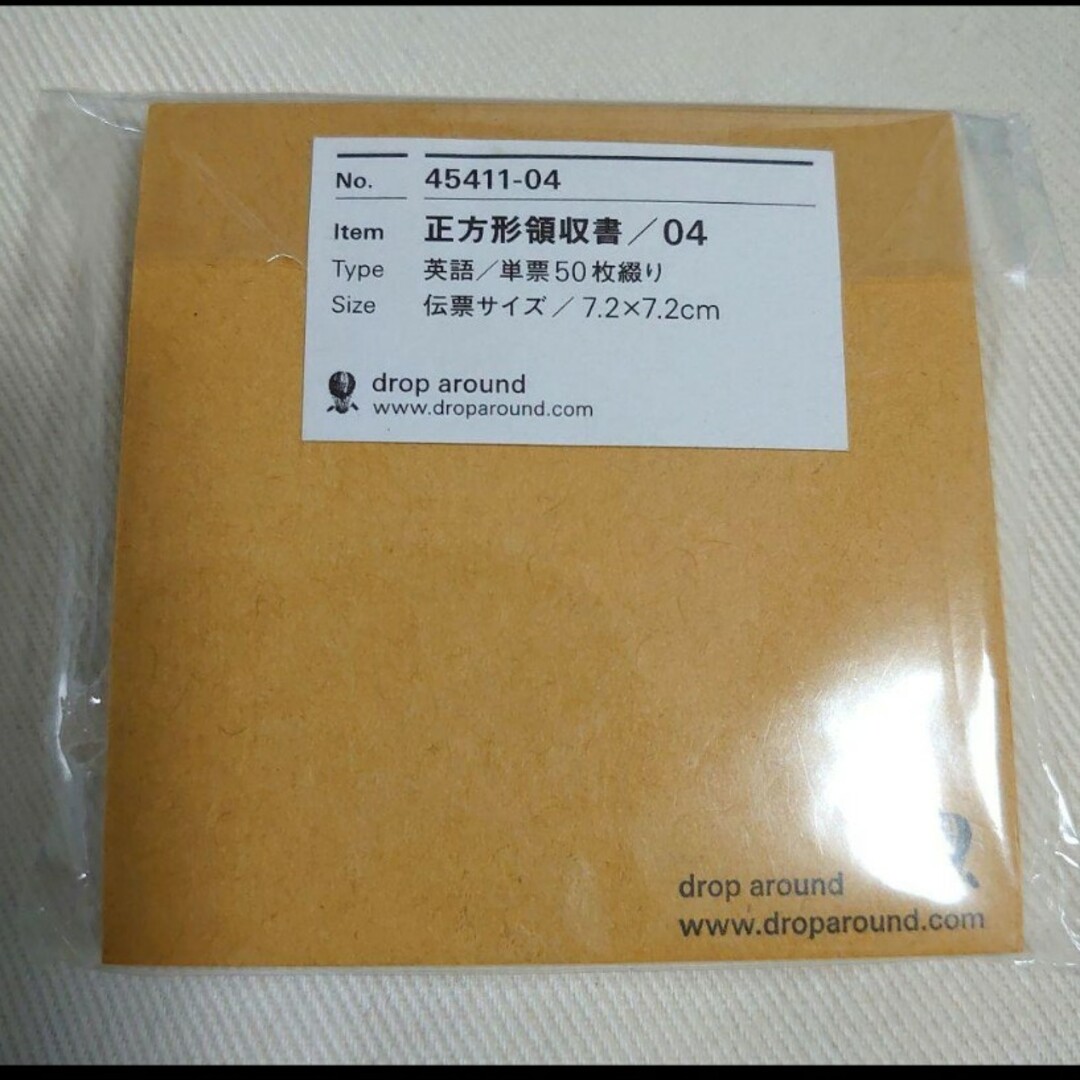 No. 45411-04
Item 正方形領収書／04
Type 英語／単票50枚綴り
Size 伝票サイズ／7.2×7.2cm
drop around
www.droparound.com
drop around
www.droparound.com